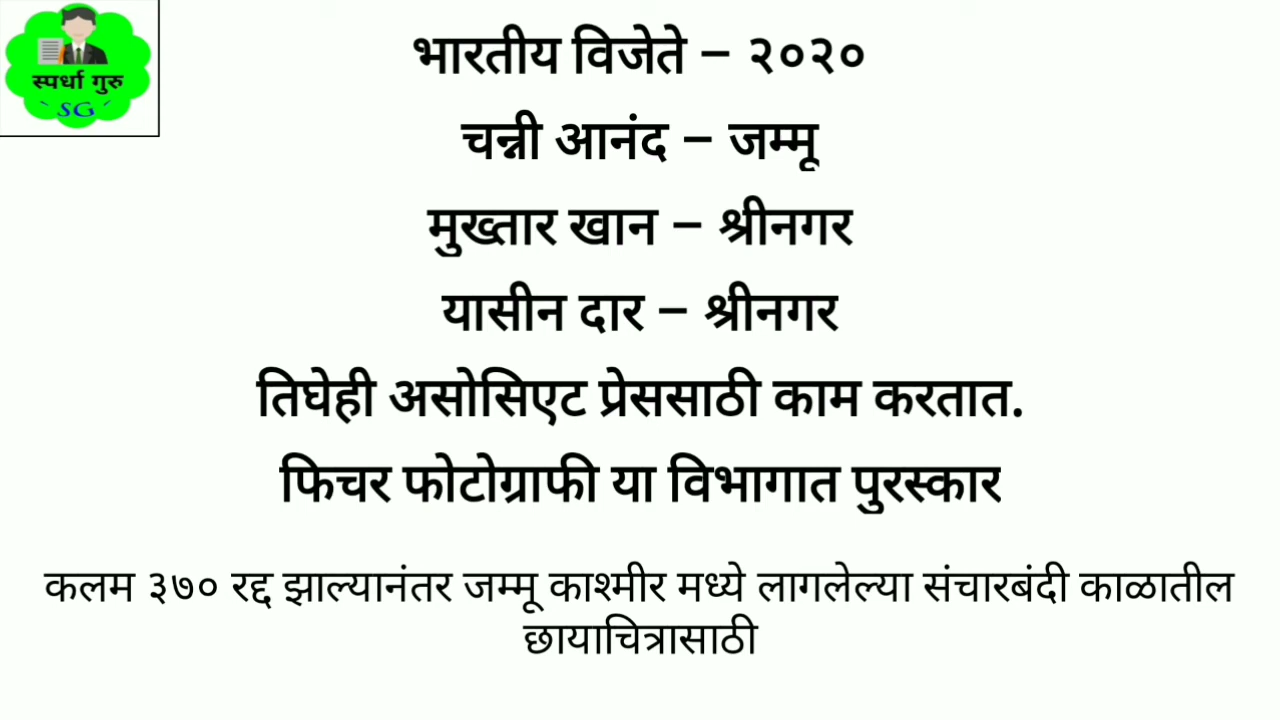 स्पर्धा गुरु
SG
भारतीय विजेते – २०२०
चन्नी आनंद – जम्मू
मुख्तार खान – श्रीनगर
यासीन दार – श्रीनगर
तिघेही असोसिएट प्रेससाठी काम करतात.
फिचर फोटोग्राफी या विभागात पुरस्कार
कलम ३७० रद्द झाल्यानंतर जम्मू काश्मीर मध्ये लागलेल्या संचारबंदी काळातील
छायाचित्रासाठी